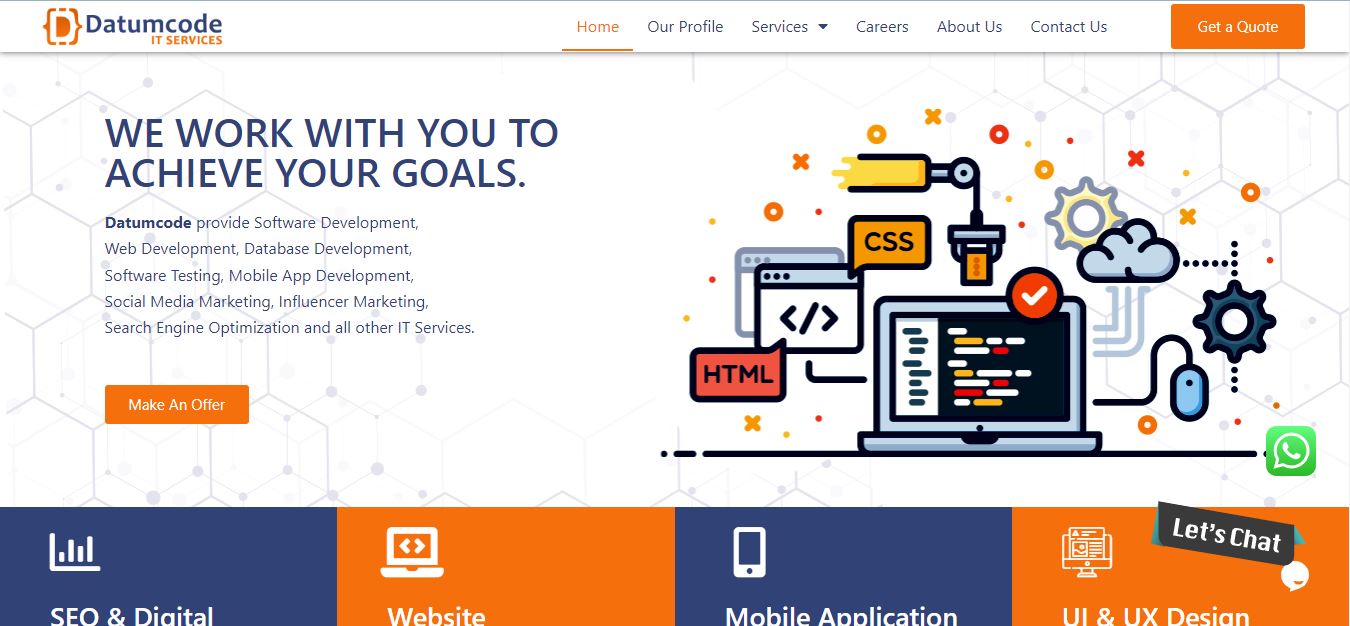 Datumcode
IT SERVICES
Home
Our Profile
Services
Careers
About Us
Contact Us
Get a Quote
WE WORK WITH YOU TO
ACHIEVE YOUR GOALS.
Datumcode provide Software Development,
Web Development, Database Development,
Software Testing, Mobile App Development,
Social Media Marketing, Influencer Marketing,
Search Engine Optimization and all other IT Services.
Make An Offer
CSS
</>
HTML
Let's Chat
SEO & Digital
Website
Mobile Application
UI & UX Design